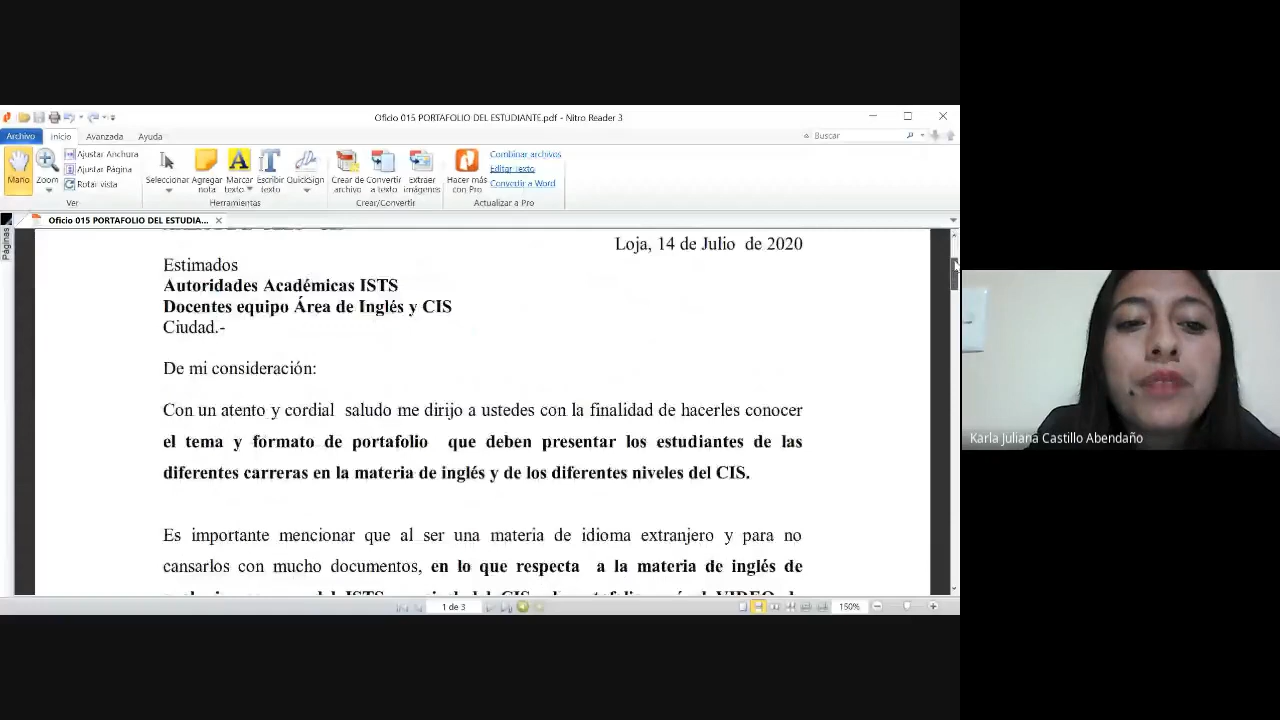 Oficio 015 PORTAFOLIO DEL ESTUDIANTE.pdf - Nitro Reader 3
Archivo Inicio Avanzada Ayuda
Buscar
Mano
Zoom
Ajustar Anchura
Ajustar Página
Rotar vista
Ver
Seleccionar
Agregar nota
Marcar texto
Escribir texto
QuickSign
Herramientas
Crear de archivo
Convertir a texto
Extraer imágenes
Crear/Convertir
Hacer más con Pro
Combinar archivos
Editar Texto
Convertir a Word
Actualizar a Pro
Oficio 015 PORTAFOLIO DEL ESTUDIA...
Páginas
Loja, 14 de Julio de 2020
Estimados
Autoridades Académicas ISTS
Docentes equipo Área de Inglés y CIS
Ciudad.-
De mi consideración:
Con un atento y cordial saludo me dirijo a ustedes con la finalidad de hacerles conocer
el tema y formato de portafolio que deben presentar los estudiantes de las
diferentes carreras en la materia de inglés y de los diferentes niveles del CIS.
Es importante mencionar que al ser una materia de idioma extranjero y para no
cansarlos con mucho documentos, en lo que respecta a la materia de inglés de
1 de 3
150%
Karla Juliana Castillo Abendaño